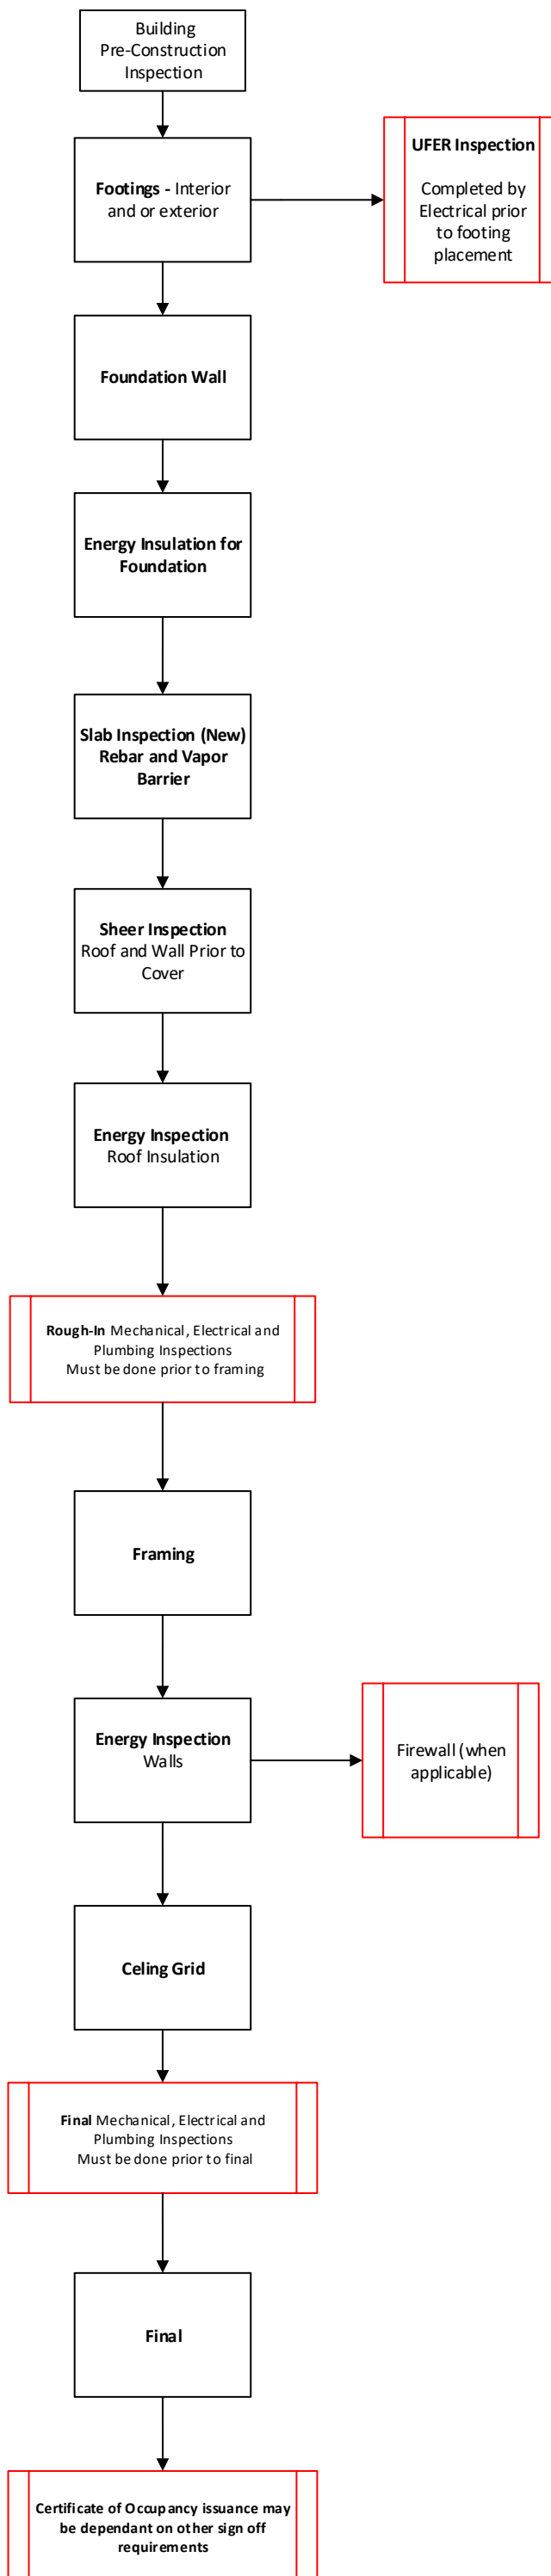 Building
Pre-Construction
Inspection
Footings - Interior
and or exterior
UFER Inspection
Completed by
Electrical prior
to footing
placement
Foundation Wall
Energy Insulation for
Foundation
Slab Inspection (New)
Rebar and Vapor
Barrier
Sheer Inspection
Roof and Wall Prior to
Cover
Energy Inspection
Roof Insulation
Rough-In Mechanical, Electrical and
Plumbing Inspections
Must be done prior to framing
Framing
Energy Inspection
Walls
Firewall (when
applicable)
Celing Grid
Final Mechanical, Electrical and
Plumbing Inspections
Must be done prior to final
Final
Certificate of Occupancy issuance may
be dependant on other sign off
requirements